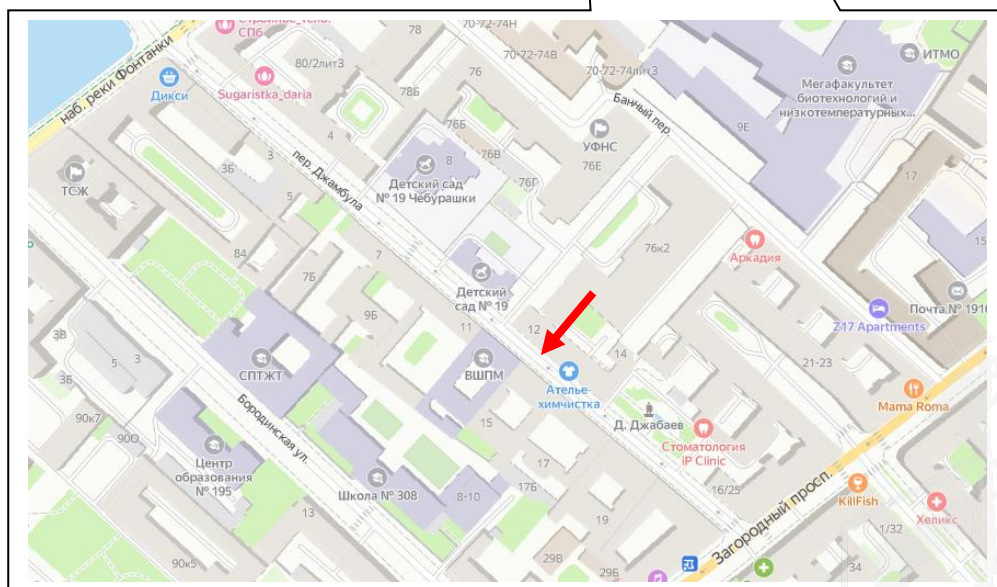 Стройное_тело.
СПб
78
70-72-74Н
70-72-74В
70-72-74лит3
ИТМО
наб. реки Фонтанки
Дикси
Sugaristka_daria
80/2лит3
78Б
76
Мегафакультет
биотехнологий и
низкотемпературных...
Банный пер.
9Е
УФНС
76Е
4
76Б
76В
пер. Джамбула
8
Детский сад
№ 19 Чебурашки
76Г
3
3Б
5
ТСЖ
17
15
84
7
7Б
76к2
Аркадия
Детский
сад № 19
9Б
11
12
14
Почта № 1910
Z17 Apartments
3В
5
3
3Б
СПТЖТ
ВШПМ
Ателье-
химчистка
21-23
Mama Roma
90к7
90О
Бородинская ул.
15
Д. Джабаев
Стоматология
iP Clinic
Центр
образования
№ 195
Школа № 308
8-10
17
17Б
16/25
Загородный просп.
KillFish
Хеликс
13
19
1/32
90к5
29В
29Б
34